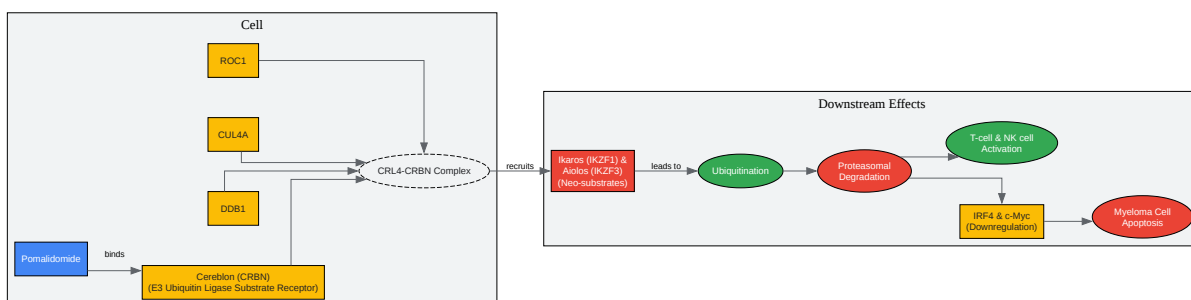 Cell
ROC1
CUL4A
DDB1
CRL4-CRBN Complex
Pomalidomide
binds
Cereblon (CRBN)
(E3 Ubiquitin Ligase Substrate Receptor)
recruits
Downstream Effects
Ikaros (IKZF1) &
Aiolos (IKZF3)
(Neo-substrates)
leads to
Ubiquitination
Proteasomal
Degradation
T-cell & NK cell
Activation
IRF4 & c-Myc
(Downregulation)
Myeloma Cell
Apoptosis